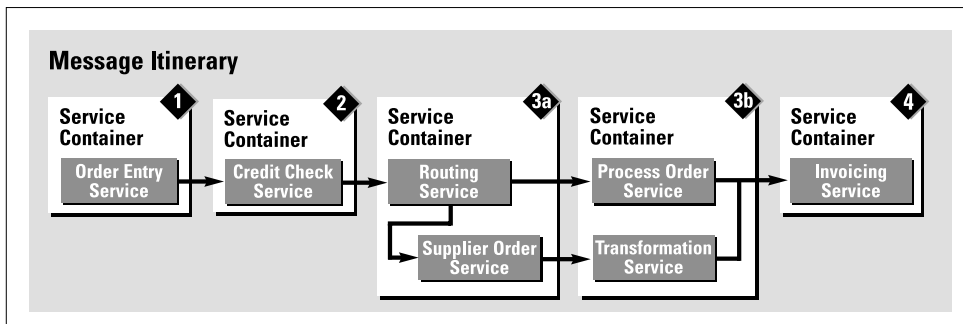 Message Itinerary
1
Service
Container
Order Entry
Service
2
Service
Container
Credit Check
Service
3a
Service
Container
Routing
Service
Supplier Order
Service
3b
Service
Container
Process Order
Service
Transformation
Service
4
Service
Container
Invoicing
Service